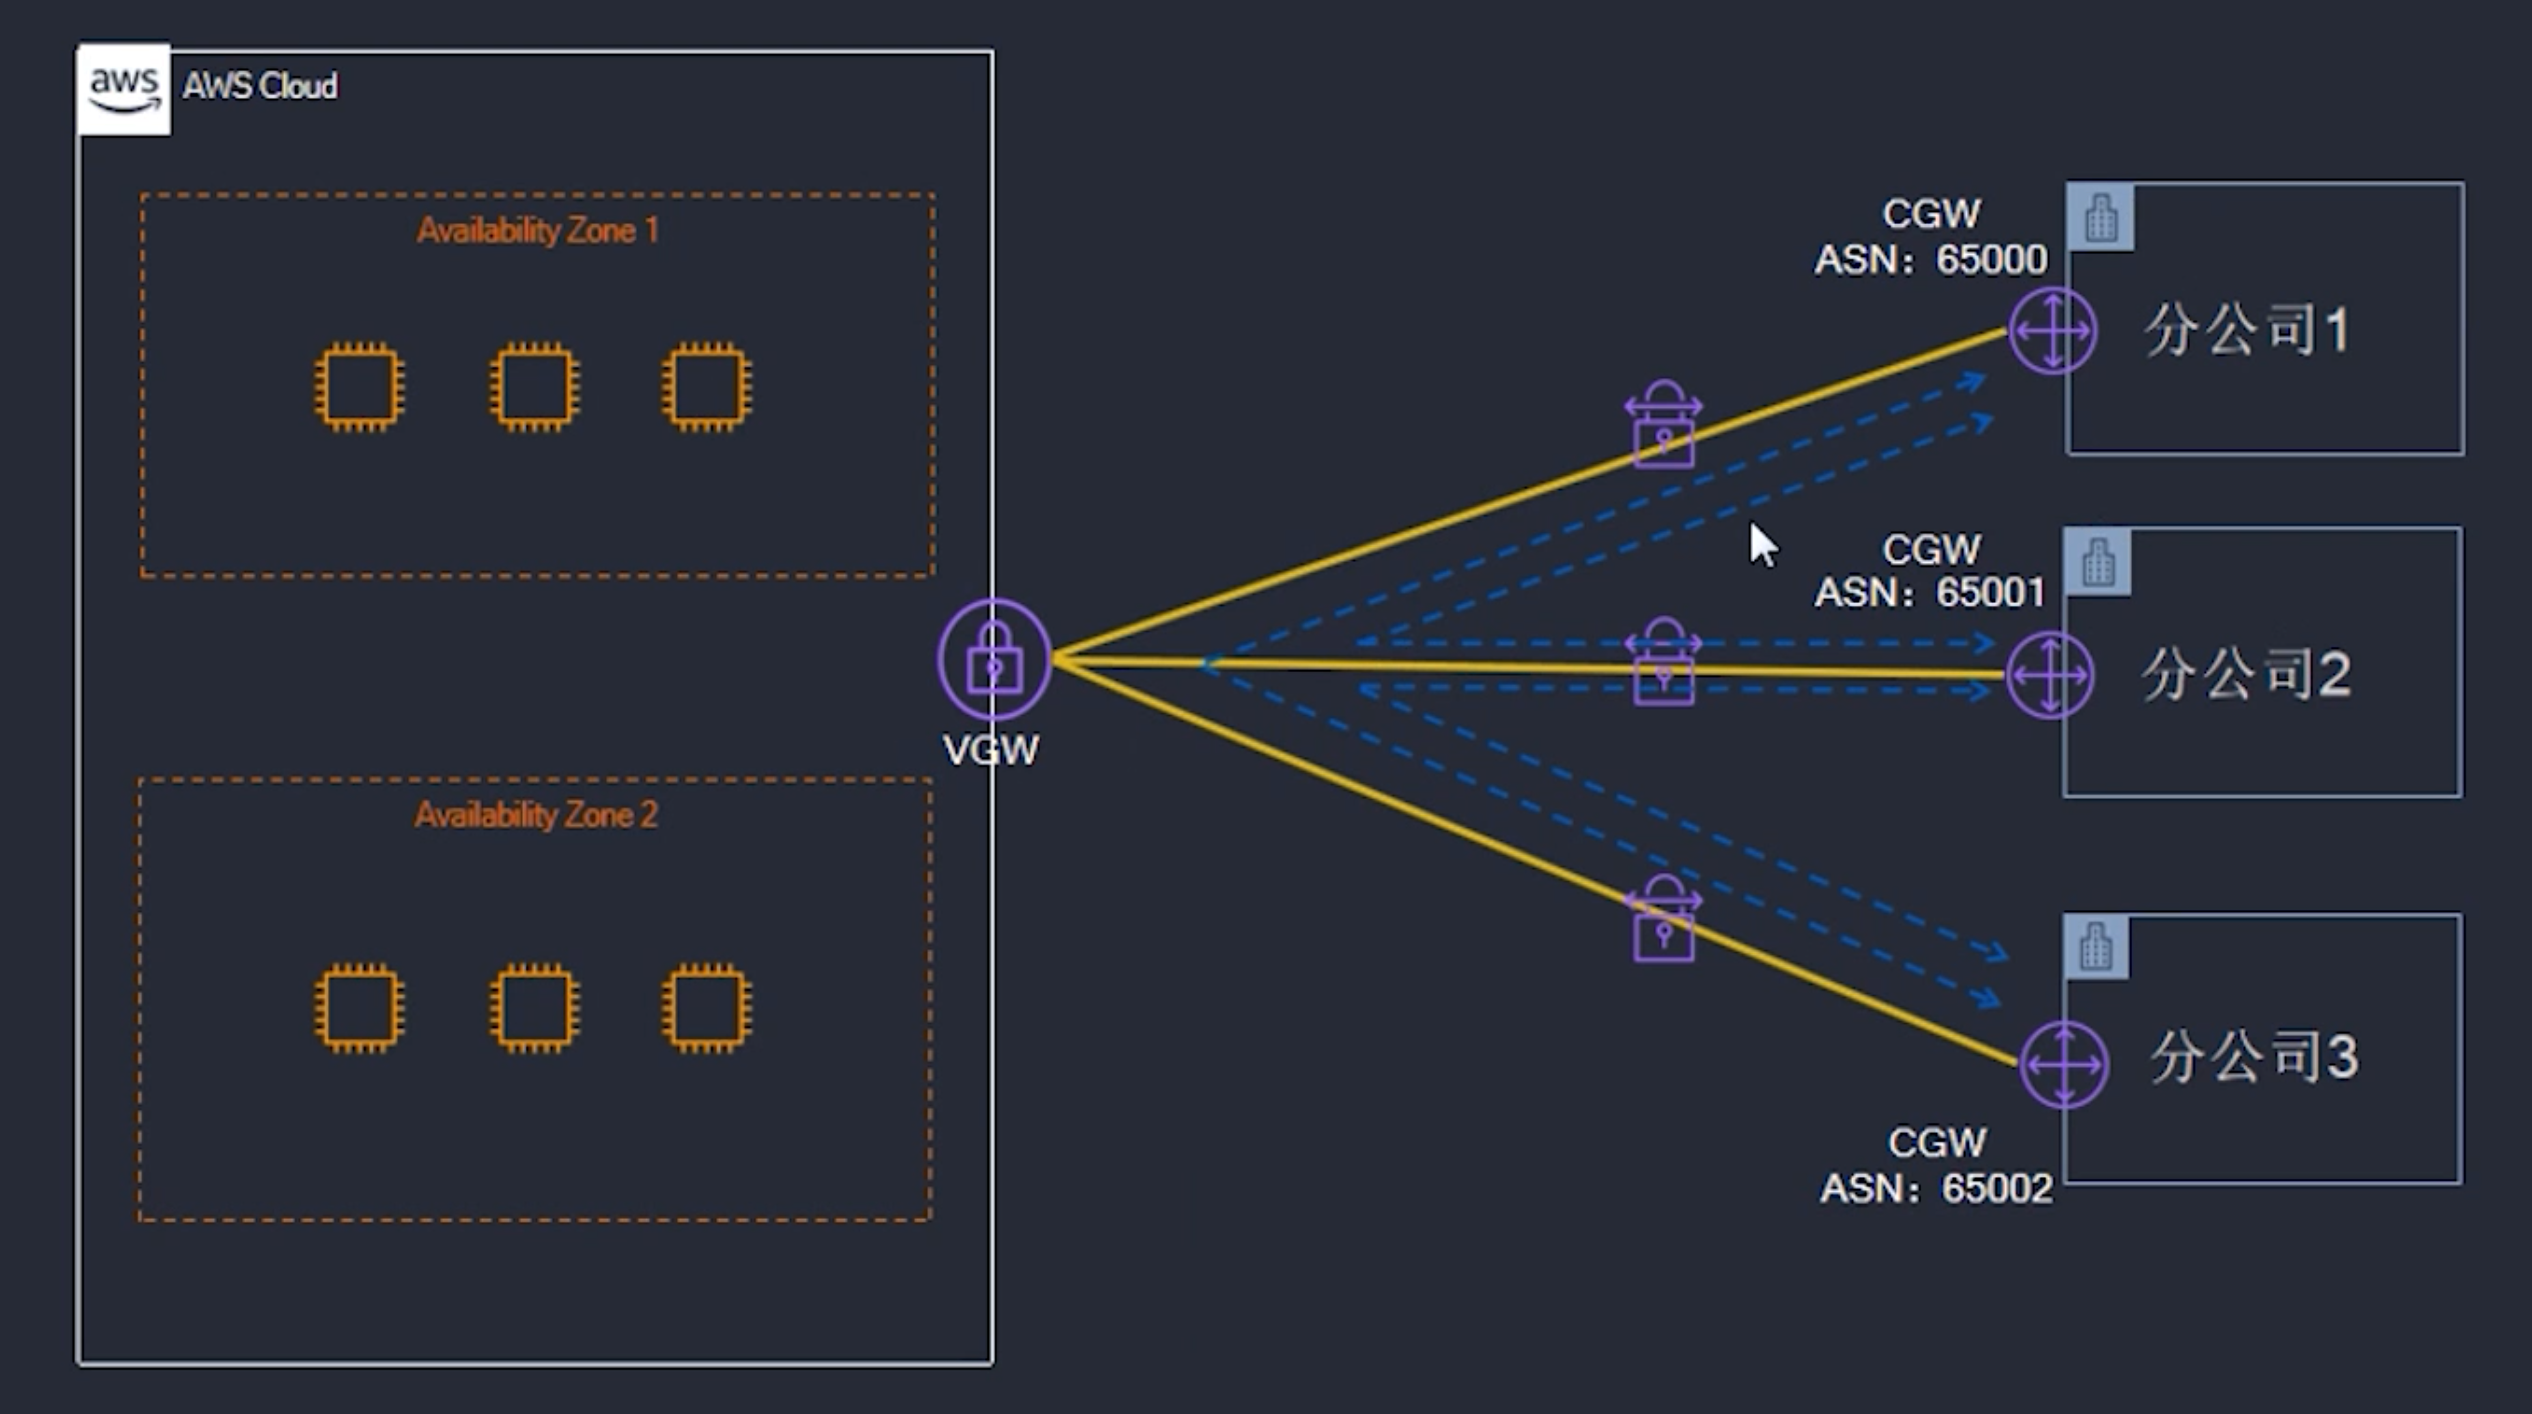 aws
AWS Cloud
Availability Zone 1
CGW
ASN：65000
分公司1
CGW
ASN：65001
分公司2
VGW
Availability Zone 2
分公司3
CGW
ASN：65002